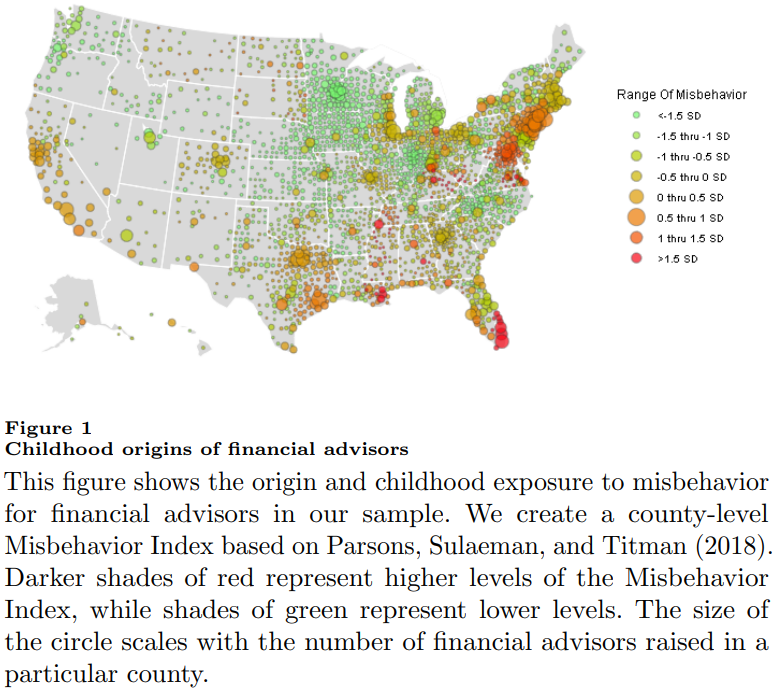 Range Of Misbehavior
<-1.5 SD
-1.5 thru -1 SD
-1 thru -0.5 SD
-0.5 thru 0 SD
0 thru 0.5 SD
0.5 thru 1 SD
1 thru 1.5 SD
>1.5 SD
Figure 1
Childhood origins of financial advisors
This figure shows the origin and childhood exposure to misbehavior
for financial advisors in our sample. We create a county-level
Misbehavior Index based on Parsons, Sulaeman, and Titman (2018).
Darker shades of red represent higher levels of the Misbehavior
Index, while shades of green represent lower levels. The size of
the circle scales with the number of financial advisors raised in a
particular county.